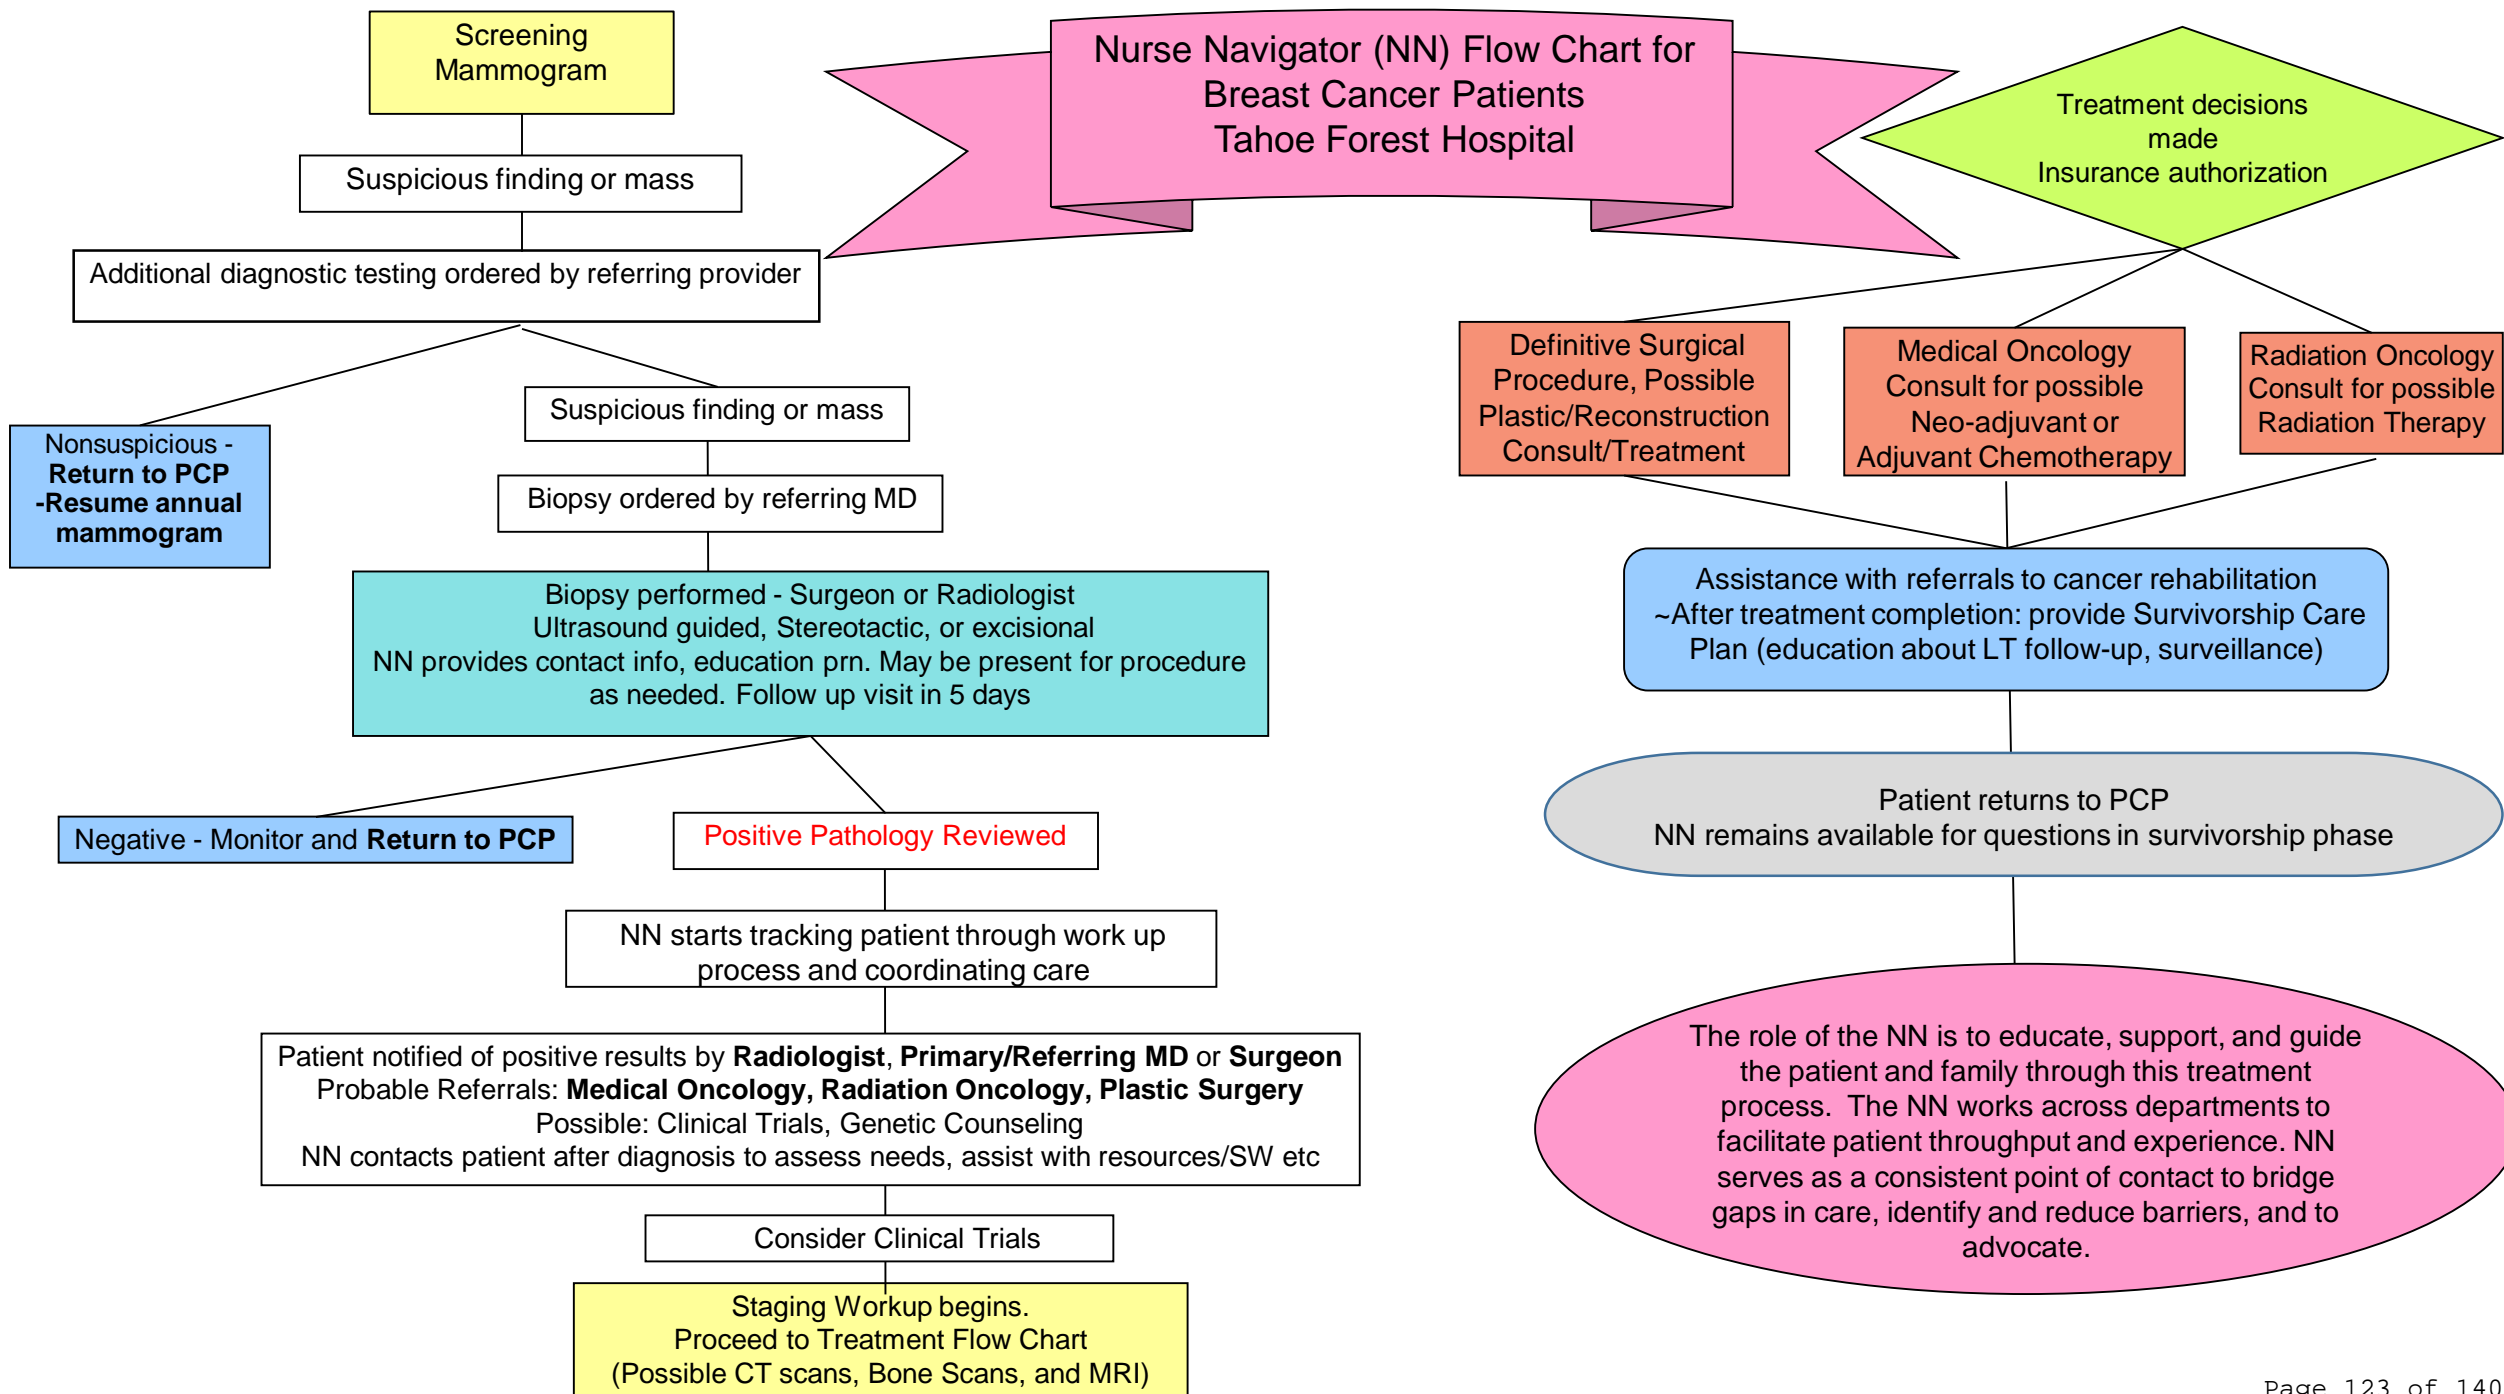 Screening
Mammogram
Nurse Navigator (NN) Flow Chart for
Breast Cancer Patients
Tahoe Forest Hospital
Suspicious finding or mass
Additional diagnostic testing ordered by referring provider
Nonsuspicious -
Return to PCP
-Resume annual
mammogram
Suspicious finding or mass
Biopsy ordered by referring MD
Biopsy performed - Surgeon or Radiologist
Ultrasound guided, Stereotactic, or excisional
NN provides contact info, education prn. May be present for procedure
as needed. Follow up visit in 5 days
Negative - Monitor and Return to PCP
Positive Pathology Reviewed
NN starts tracking patient through work up
process and coordinating care
Patient notified of positive results by Radiologist, Primary/Referring MD or Surgeon
Probable Referrals: Medical Oncology, Radiation Oncology, Plastic Surgery
Possible: Clinical Trials, Genetic Counseling
NN contacts patient after diagnosis to assess needs, assist with resources/SW etc
Consider Clinical Trials
Staging Workup begins.
Proceed to Treatment Flow Chart
(Possible CT scans, Bone Scans, and MRI)
Treatment decisions
made
Insurance authorization
Definitive Surgical
Procedure, Possible
Plastic/Reconstruction
Consult/Treatment
Medical Oncology
Consult for possible
Neo-adjuvant or
Adjuvant Chemotherapy
Radiation Oncology
Consult for possible
Radiation Therapy
Assistance with referrals to cancer rehabilitation
~After treatment completion: provide Survivorship Care
Plan (education about LT follow-up, surveillance)
Patient returns to PCP
NN remains available for questions in survivorship phase
The role of the NN is to educate, support, and guide
the patient and family through this treatment
process.  The NN works across departments to
facilitate patient throughput and experience. NN
serves as a consistent point of contact to bridge
gaps in care, identify and reduce barriers, and to
advocate.
Page 123 of 140